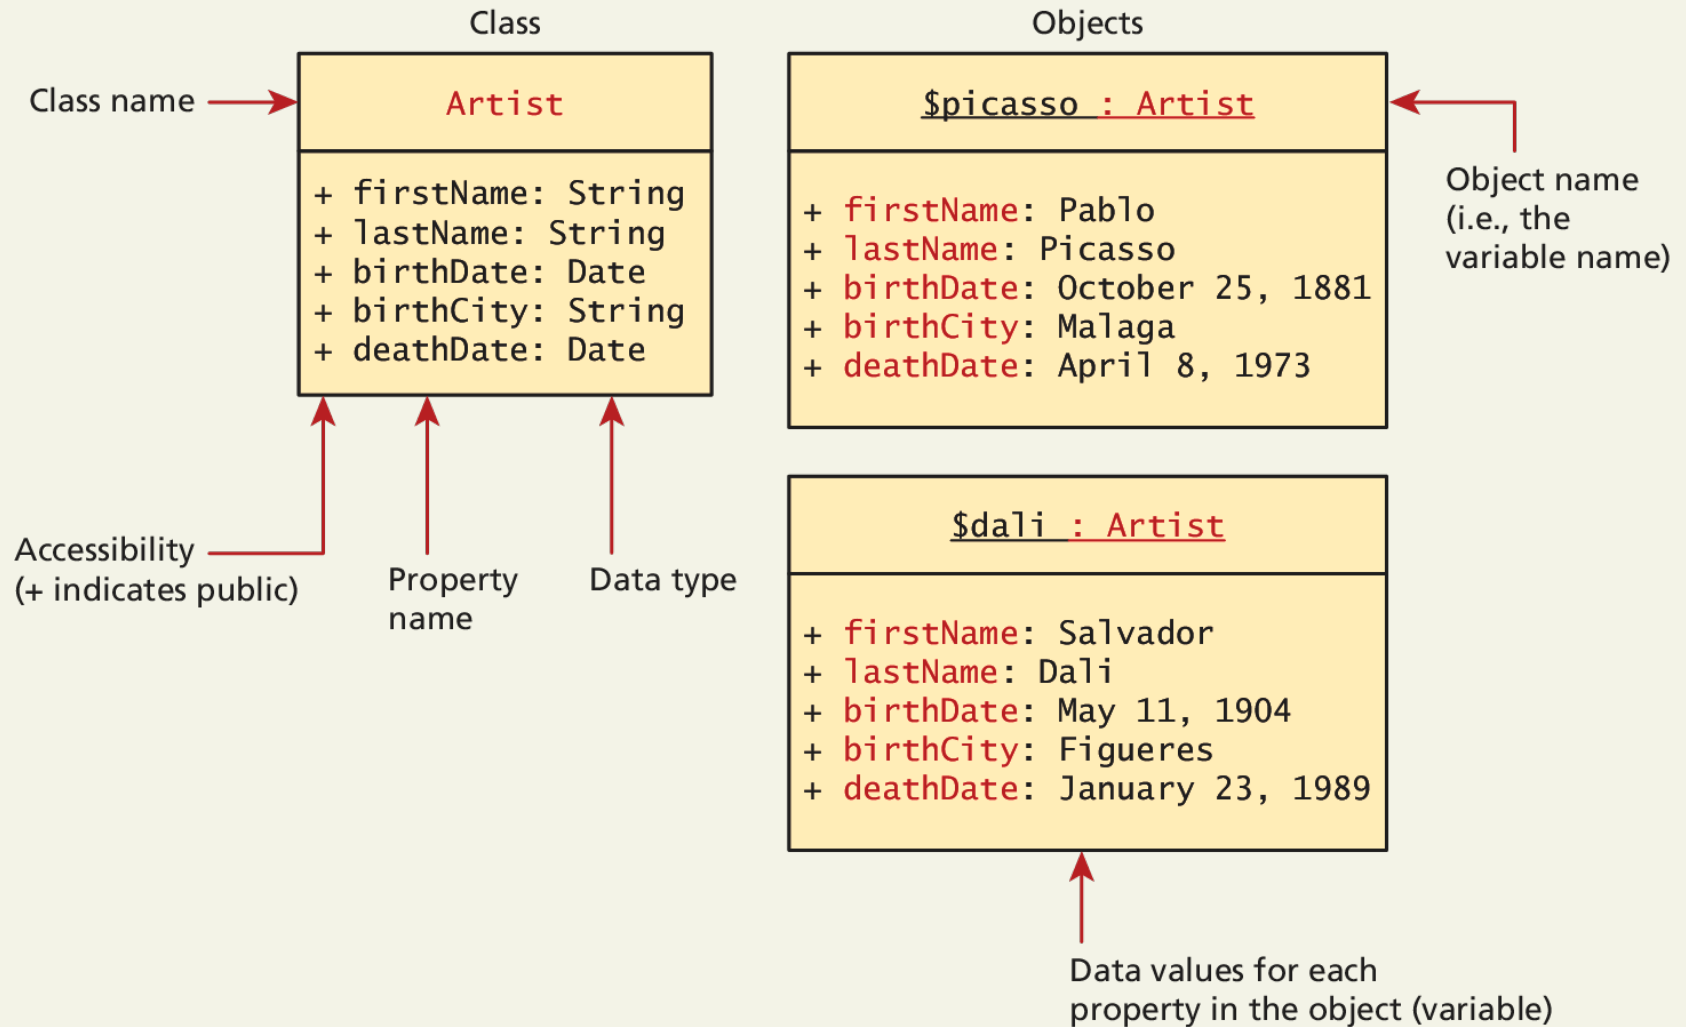 Class
Class name
Artist
+ firstName: String
+ lastName: String
+ birthDate: Date
+ birthCity: String
+ deathDate: Date
Accessibility
(+ indicates public)
Property
name
Data type
Objects
$picasso : Artist
+ firstName: Pablo
+ lastName: Picasso
+ birthDate: October 25, 1881
+ birthCity: Malaga
+ deathDate: April 8, 1973
Object name
(i.e., the
variable name)
$dali : Artist
+ firstName: Salvador
+ lastName: Dali
+ birthDate: May 11, 1904
+ birthCity: Figueres
+ deathDate: January 23, 1989
Data values for each
property in the object (variable)